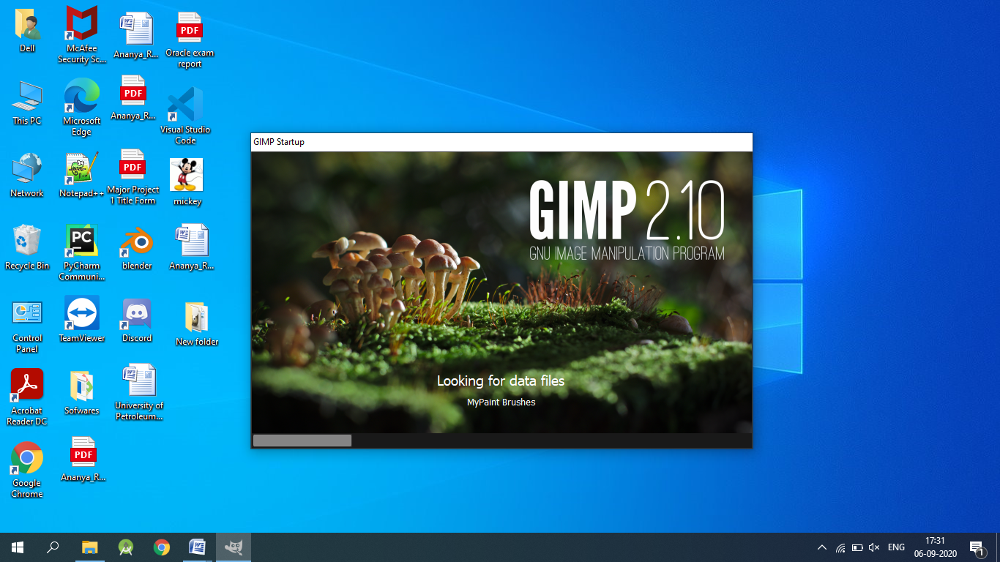 Dell
McAfee
Security Sc...
Ananya_R...
PDF
Oracle exam
report
This PC
Microsoft
Edge
PDF
Ananya_R...
Visual Studio
Code
Network
Notepad++
PDF
Major Project
1 Title Form
mickey
Recycle Bin
PC
PyCharm
Communi...
blender
Ananya_R...
Control
Panel
TeamViewer
Discord
New folder
Acrobat
Reader DC
Sofwares
University of
Petroleum...
Google
Chrome
PDF
Ananya_R...
GIMP Startup
GIMP 2.10
GNU IMAGE MANIPULATION PROGRAM
Looking for data files
MyPaint Brushes
ENG
17:31
06-09-2020
1